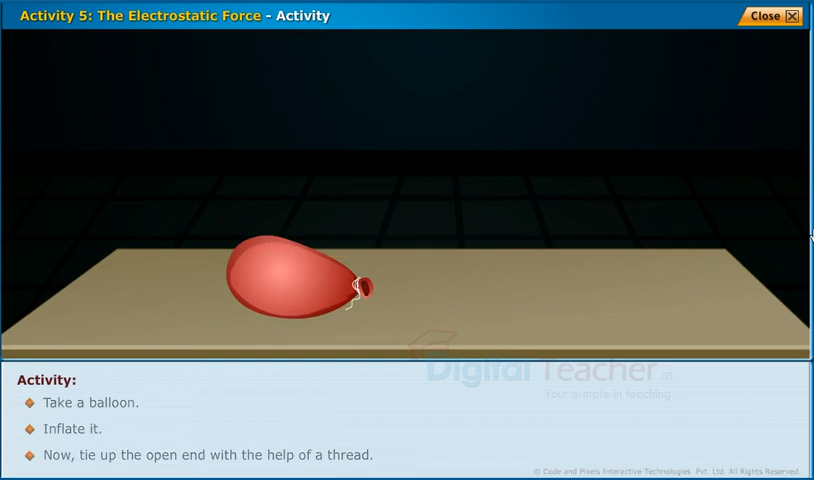 Activity 5: The Electrostatic Force - Activity
Close
Activity:
Take a balloon.
Inflate it.
Now, tie up the open end with the help of a thread.
Digital Teacher.in
Your e-mate in teaching
© Code and Pixels Interactive Technologies Pvt. Ltd. All Rights Reserved.